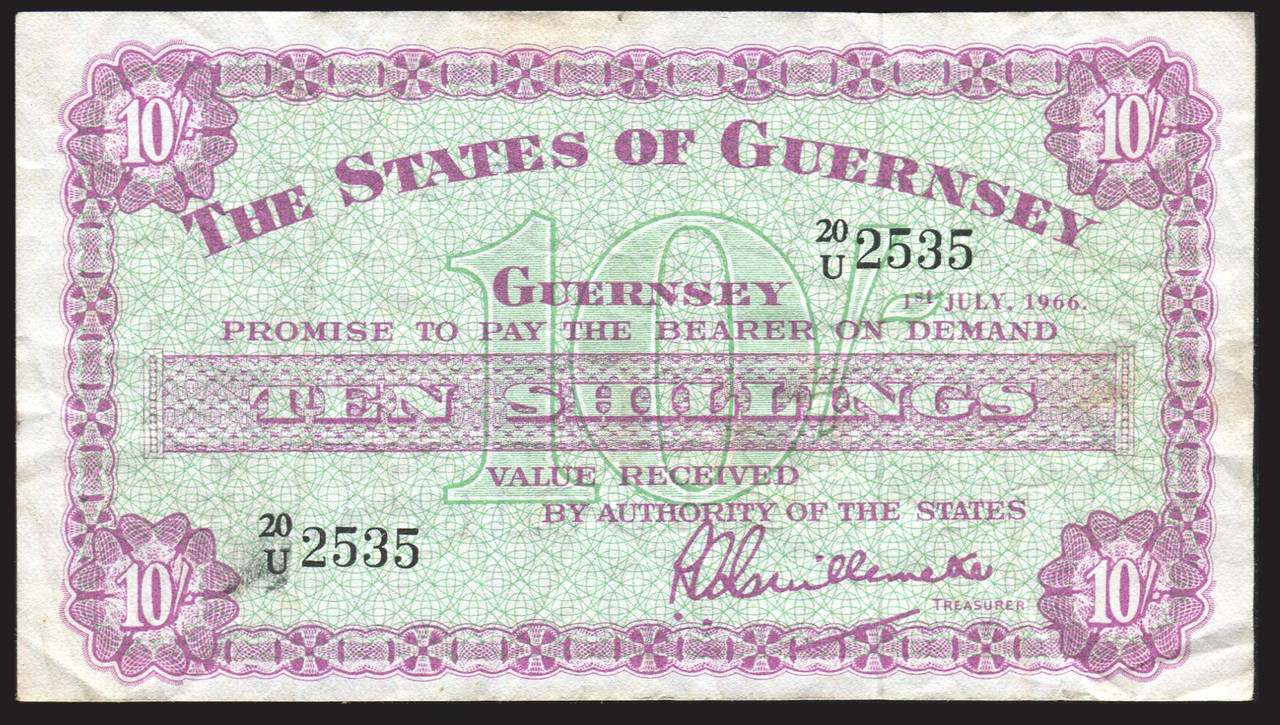 10/- 10/-
THE STATES OF GUERNSEY
20/U 2535
10/-
GUERNSEY 1st JULY, 1966.
PROMISE TO PAY THE BEARER ON DEMAND
TEN SHILLINGS
VALUE RECEIVED
BY AUTHORITY OF THE STATES
20/U 2535
TREASURER
10/- 10/-